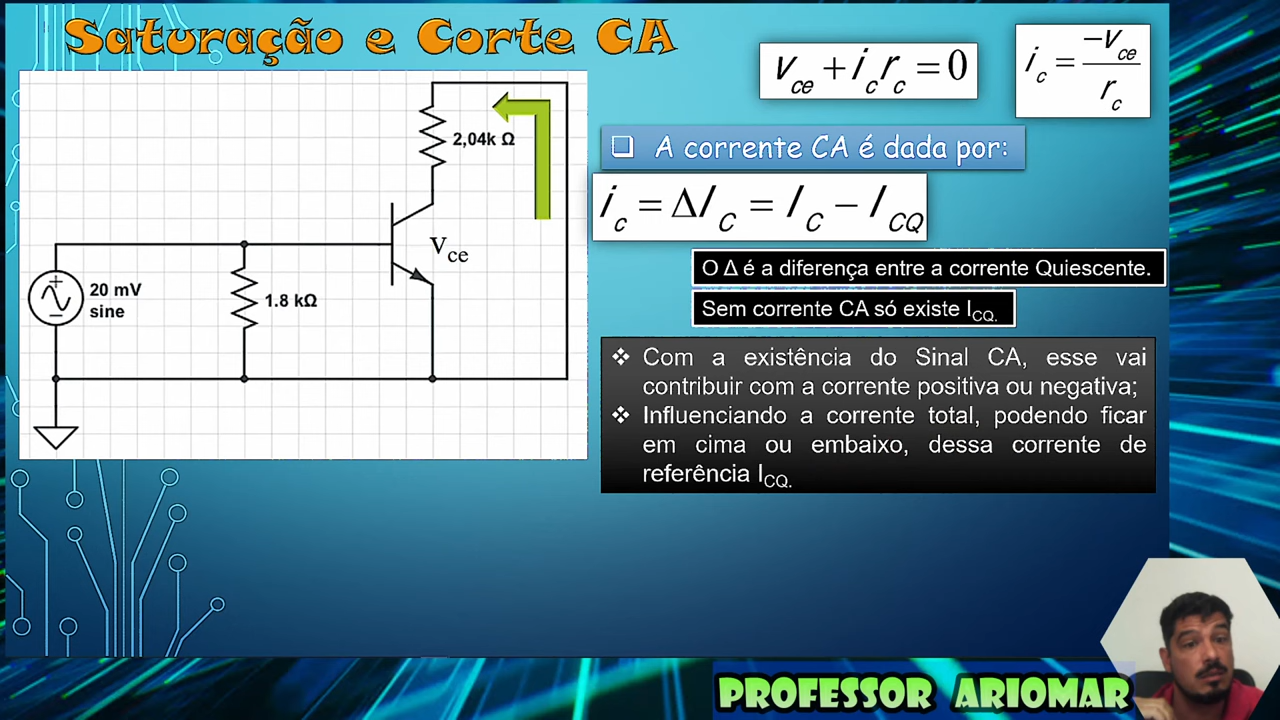 Saturação e Corte CA
v_ce + i_c r_c = 0
i_c = -v_ce / r_c
2,04k Ω
❑ A corrente CA é dada por:
i_c = ΔI_C = I_C − I_CQ
V_ce
O Δ é a diferença entre a corrente Quiescente.
20 mV
sine
1.8 kΩ
Sem corrente CA só existe I_CQ.
❖ Com a existência do Sinal CA, esse vai
contribuir com a corrente positiva ou negativa;
❖ Influenciando a corrente total, podendo ficar
em cima ou embaixo, dessa corrente de
referência I_CQ.
PROFESSOR ARIOMAR